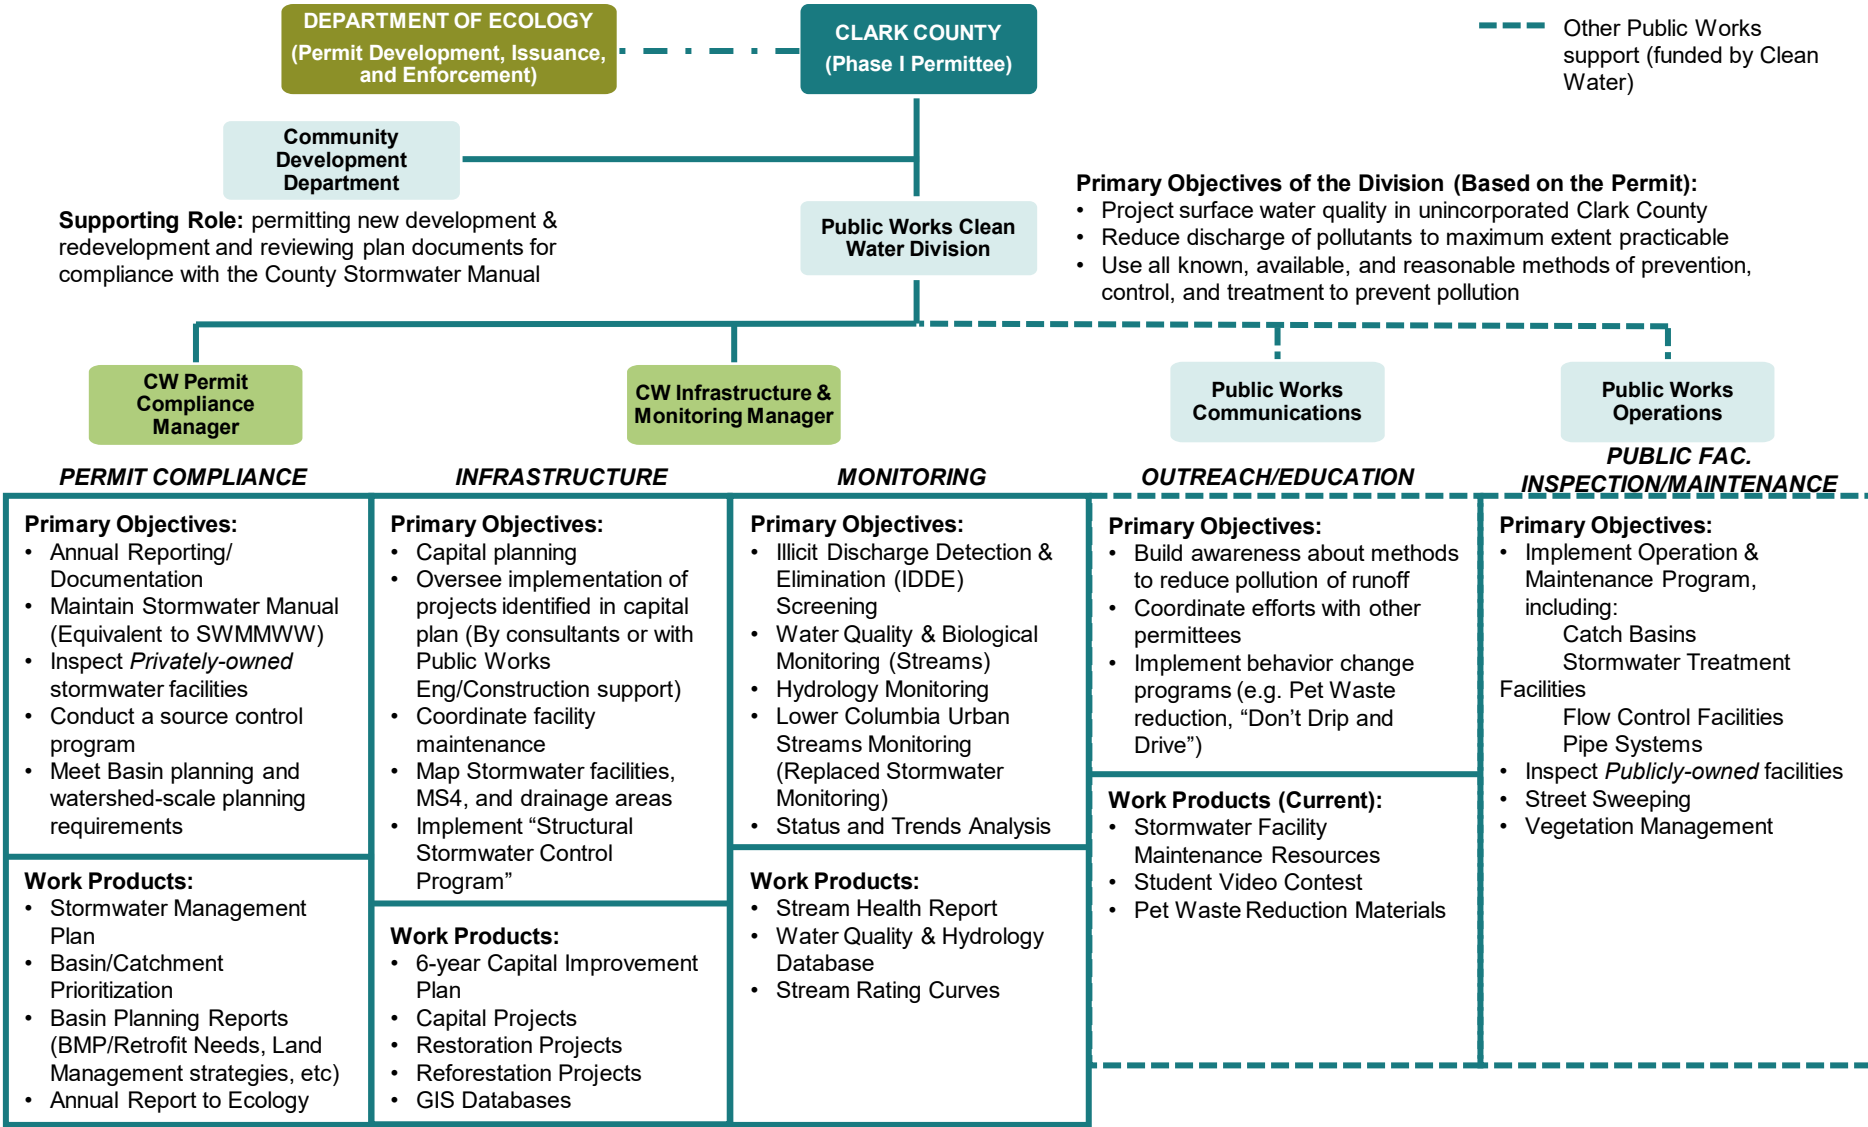 DEPARTMENT OF ECOLOGY
(Permit Development, Issuance,
and Enforcement)
CLARK COUNTY
(Phase I Permittee)
Other Public Works
support (funded by Clean
Water)
Community
Development
Department
Supporting Role: permitting new development &
redevelopment and reviewing plan documents for
compliance with the County Stormwater Manual
Public Works Clean
Water Division
Primary Objectives of the Division (Based on the Permit):
• Project surface water quality in unincorporated Clark County
• Reduce discharge of pollutants to maximum extent practicable
• Use all known, available, and reasonable methods of prevention,
control, and treatment to prevent pollution
CW Permit
Compliance
Manager
CW Infrastructure &
Monitoring Manager
Public Works
Communications
Public Works
Operations
PERMIT COMPLIANCE
Primary Objectives:
• Annual Reporting/
Documentation
• Maintain Stormwater Manual
(Equivalent to SWMMWW)
• Inspect Privately-owned
stormwater facilities
• Conduct a source control
program
• Meet Basin planning and
watershed-scale planning
requirements
Work Products:
• Stormwater Management
Plan
• Basin/Catchment
Prioritization
• Basin Planning Reports
(BMP/Retrofit Needs, Land
Management strategies, etc)
• Annual Report to Ecology
INFRASTRUCTURE
Primary Objectives:
• Capital planning
• Oversee implementation of
projects identified in capital
plan (By consultants or with
Public Works
Eng/Construction support)
• Coordinate facility
maintenance
• Map Stormwater facilities,
MS4, and drainage areas
• Implement “Structural
Stormwater Control
Program”
Work Products:
• 6-year Capital Improvement
Plan
• Capital Projects
• Restoration Projects
• Reforestation Projects
• GIS Databases
MONITORING
Primary Objectives:
• Illicit Discharge Detection &
Elimination (IDDE)
Screening
• Water Quality & Biological
Monitoring (Streams)
• Hydrology Monitoring
• Lower Columbia Urban
Streams Monitoring
(Replaced Stormwater
Monitoring)
• Status and Trends Analysis
Work Products:
• Stream Health Report
• Water Quality & Hydrology
Database
• Stream Rating Curves
OUTREACH/EDUCATION
Primary Objectives:
• Build awareness about methods
to reduce pollution of runoff
• Coordinate efforts with other
permittees
• Implement behavior change
programs (e.g. Pet Waste
reduction, “Don’t Drip and
Drive”)
Work Products (Current):
• Stormwater Facility
Maintenance Resources
• Student Video Contest
• Pet Waste Reduction Materials
PUBLIC FAC.
INSPECTION/MAINTENANCE
Primary Objectives:
• Implement Operation &
Maintenance Program,
including:
Catch Basins
Stormwater Treatment
Facilities
Flow Control Facilities
Pipe Systems
• Inspect Publicly-owned facilities
• Street Sweeping
• Vegetation Management